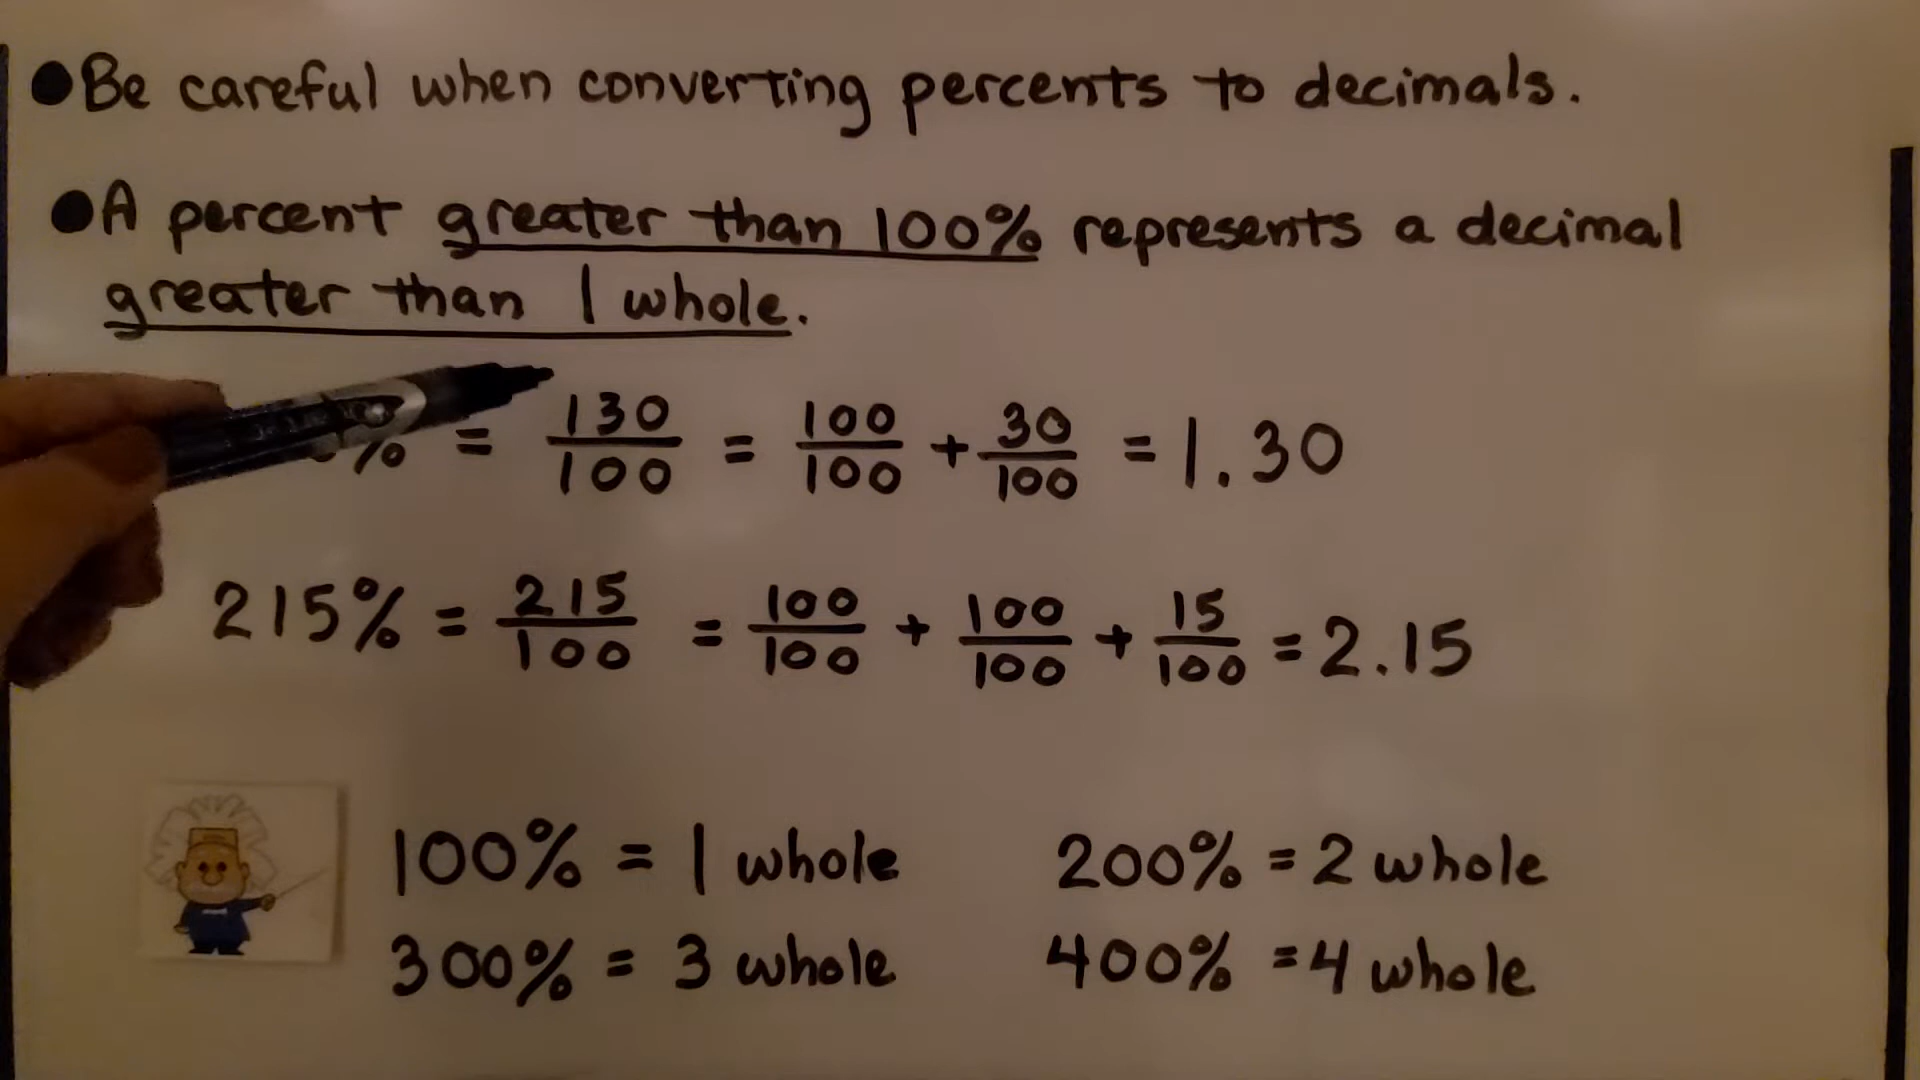 ● Be careful when converting percents to decimals.
● A percent greater than 100% represents a decimal
greater than 1 whole.
% = 130/100 = 100/100 + 30/100 = 1.30
215% = 215/100 = 100/100 + 100/100 + 15/100 = 2.15
100% = 1 whole 200% = 2 whole
300% = 3 whole 400% = 4 whole